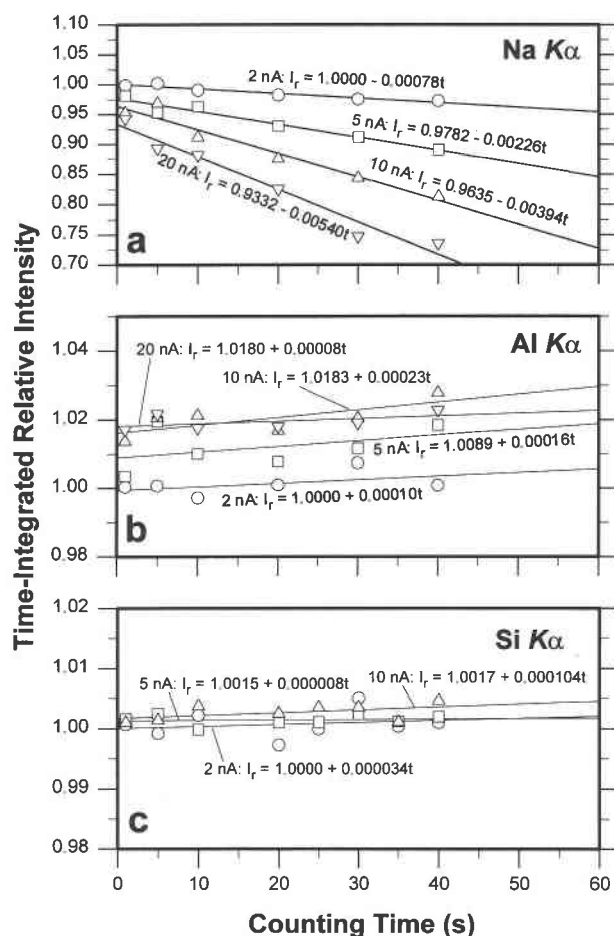 Time-Integrated Relative Intensity
1.10
1.05
1.00
0.95
0.90
0.85
0.80
0.75
0.70
Na Kα
2 nA: Iᵣ = 1.0000 - 0.00078t
5 nA: Iᵣ = 0.9782 - 0.00226t
10 nA: Iᵣ = 0.9635 - 0.00394t
20 nA: Iᵣ = 0.9332 - 0.00540t
a
1.04
1.02
1.00
0.98
Al Kα
20 nA: Iᵣ = 1.0180 + 0.00008t
10 nA: Iᵣ = 1.0183 + 0.00023t
5 nA: Iᵣ = 1.0089 + 0.00016t
2 nA: Iᵣ = 1.0000 + 0.00010t
b
1.02
1.01
1.00
0.99
0.98
Si Kα
5 nA: Iᵣ = 1.0015 + 0.000008t
10 nA: Iᵣ = 1.0017 + 0.000104t
2 nA: Iᵣ = 1.0000 + 0.000034t
c
0 10 20 30 40 50 60
Counting Time (s)